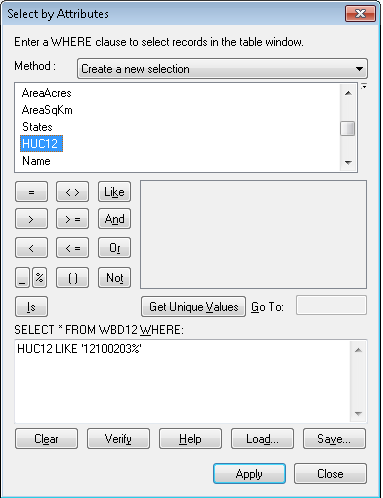 Select by Attributes
Enter a WHERE clause to select records in the table window.
Method : Create a new selection
AreaAcres
AreaSqKm
States
HUC12
Name
= < > Like
> > = And
< < = Or
_ % ( ) Not
Is Get Unique Values Go To:
SELECT * FROM WBD12 WHERE:
HUC12 LIKE '12100203%'
Clear Verify Help Load... Save...
Apply Close